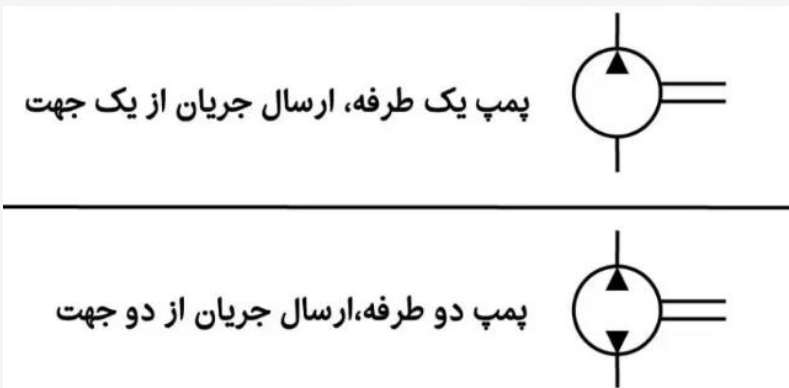 پمپ یک طرفه، ارسال جریان از یک جهت
پمپ دو طرفه،ارسال جریان از دو جهت